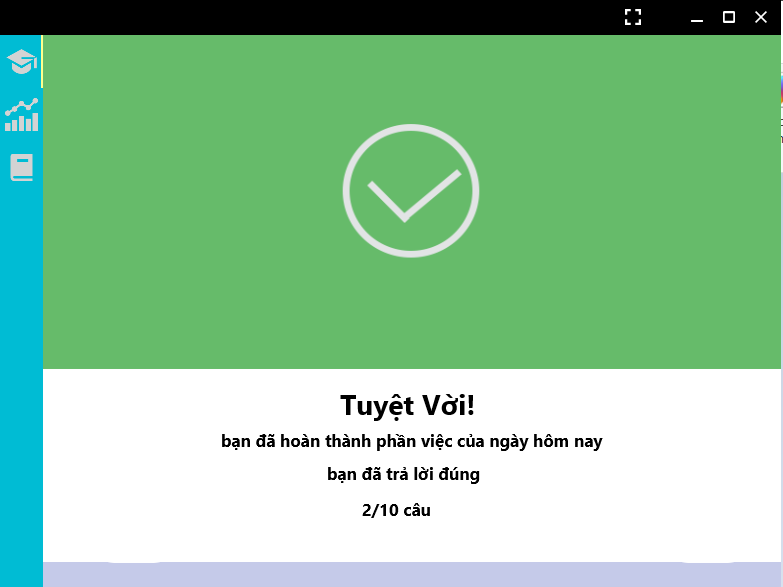 Tuyệt Vời!
bạn đã hoàn thành phần việc của ngày hôm nay
bạn đã trả lời đúng
2/10 câu